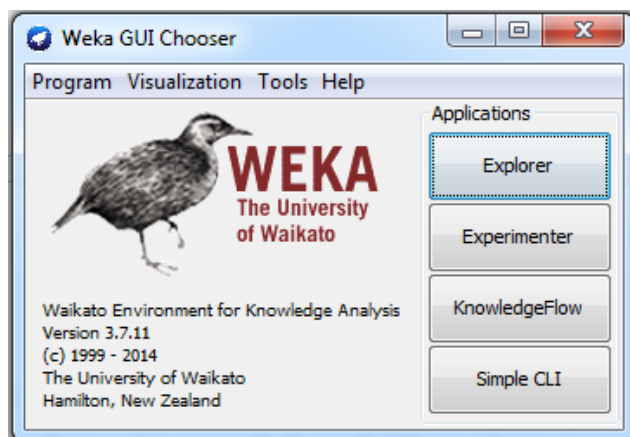 Weka GUI Chooser
Program Visualization Tools Help
Applications
WEKA
The University
of Waikato
Explorer
Experimenter
KnowledgeFlow
Simple CLI
Waikato Environment for Knowledge Analysis
Version 3.7.11
(c) 1999 - 2014
The University of Waikato
Hamilton, New Zealand